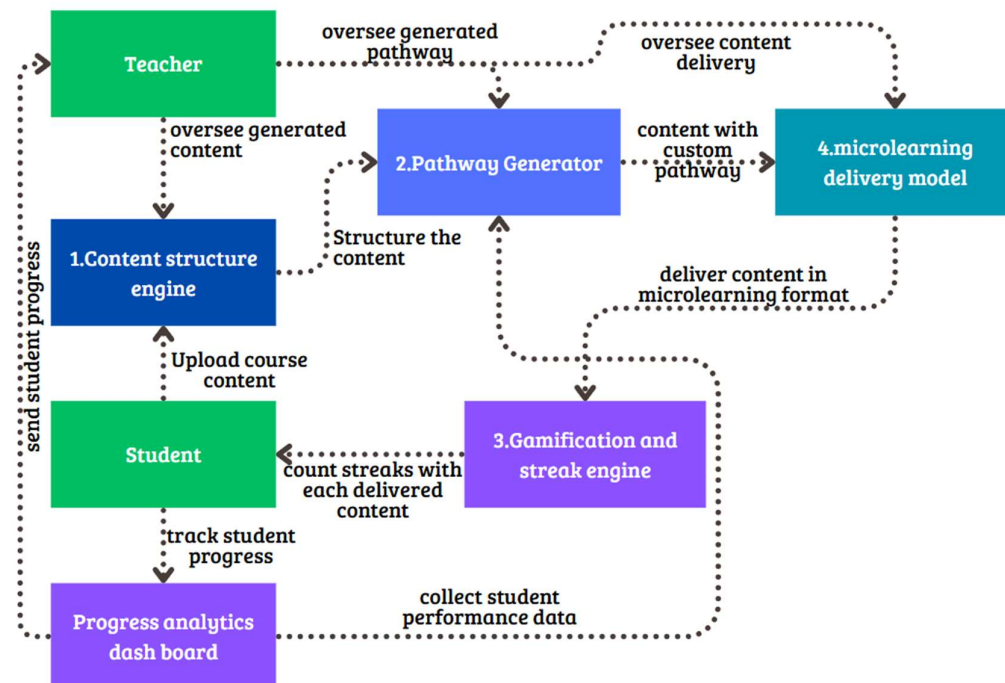 oversee generated
pathway
oversee content
delivery
Teacher
oversee generated
content
2.Pathway Generator
content with
custom
pathway
4.microlearning
delivery model
1.Content structure
engine
Structure the
content
deliver content in
microlearning format
send student progress
Upload course
content
Student
3.Gamification and
streak engine
count streaks with
each delivered
content
track student
progress
Progress analytics
dash board
collect student
performance data